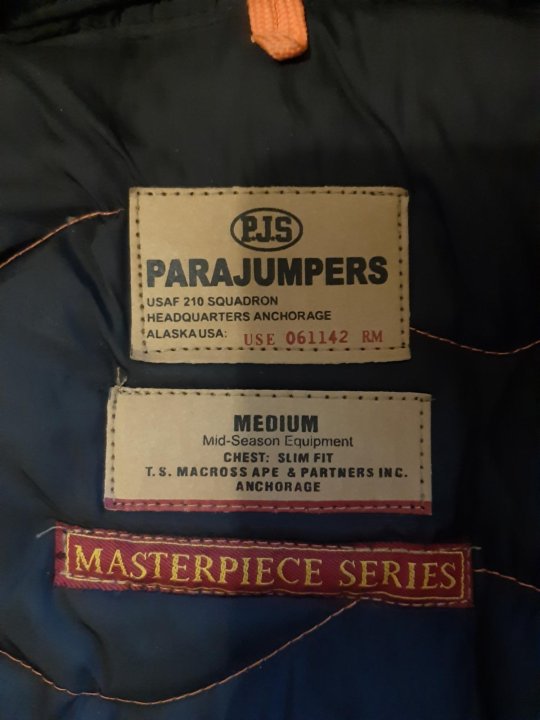 P.J.S
PARAJUMPERS
USAF 210 SQUADRON
HEADQUARTERS ANCHORAGE
ALASKA USA: USE 061142 RM
MEDIUM
Mid-Season Equipment
CHEST: SLIM FIT
T.S. MACROSS APE & PARTNERS INC.
ANCHORAGE
MASTERPIECE SERIES